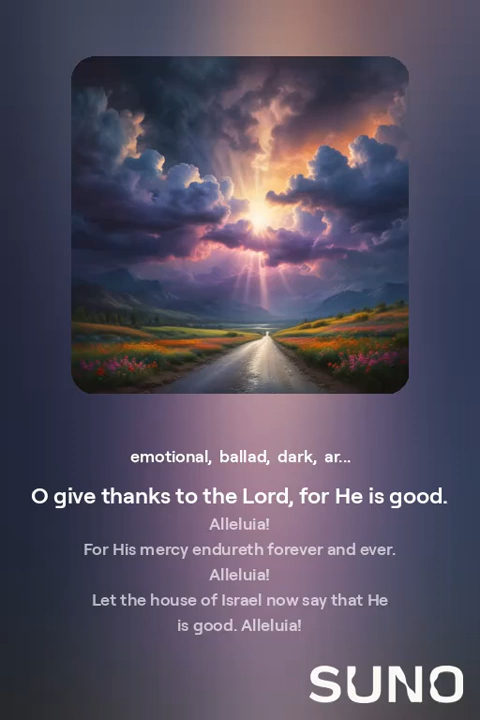 emotional, ballad, dark, ar...
O give thanks to the Lord, for He is good.
Alleluia!
For His mercy endureth forever and ever.
Alleluia!
Let the house of Israel now say that He
is good. Alleluia!
SUNO